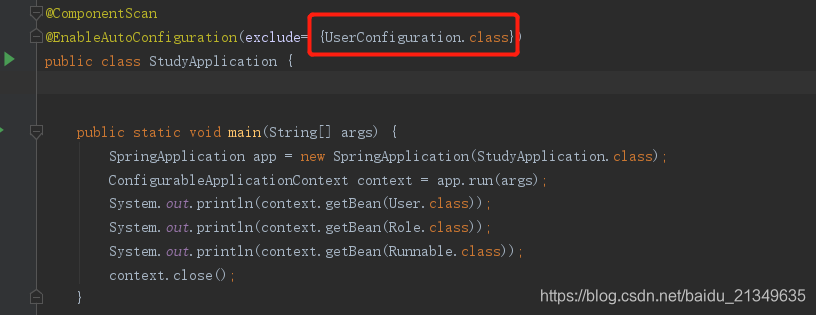 @ComponentScan
@EnableAutoConfiguration(exclude= {UserConfiguration.class})
public class StudyApplication {
public static void main(String[] args) {
SpringApplication app = new SpringApplication(StudyApplication.class);
ConfigurableApplicationContext context = app.run(args);
System.out.println(context.getBean(User.class));
System.out.println(context.getBean(Role.class));
System.out.println(context.getBean(Runnable.class));
context.close();
}
https://blog.csdn.net/baidu_21349635